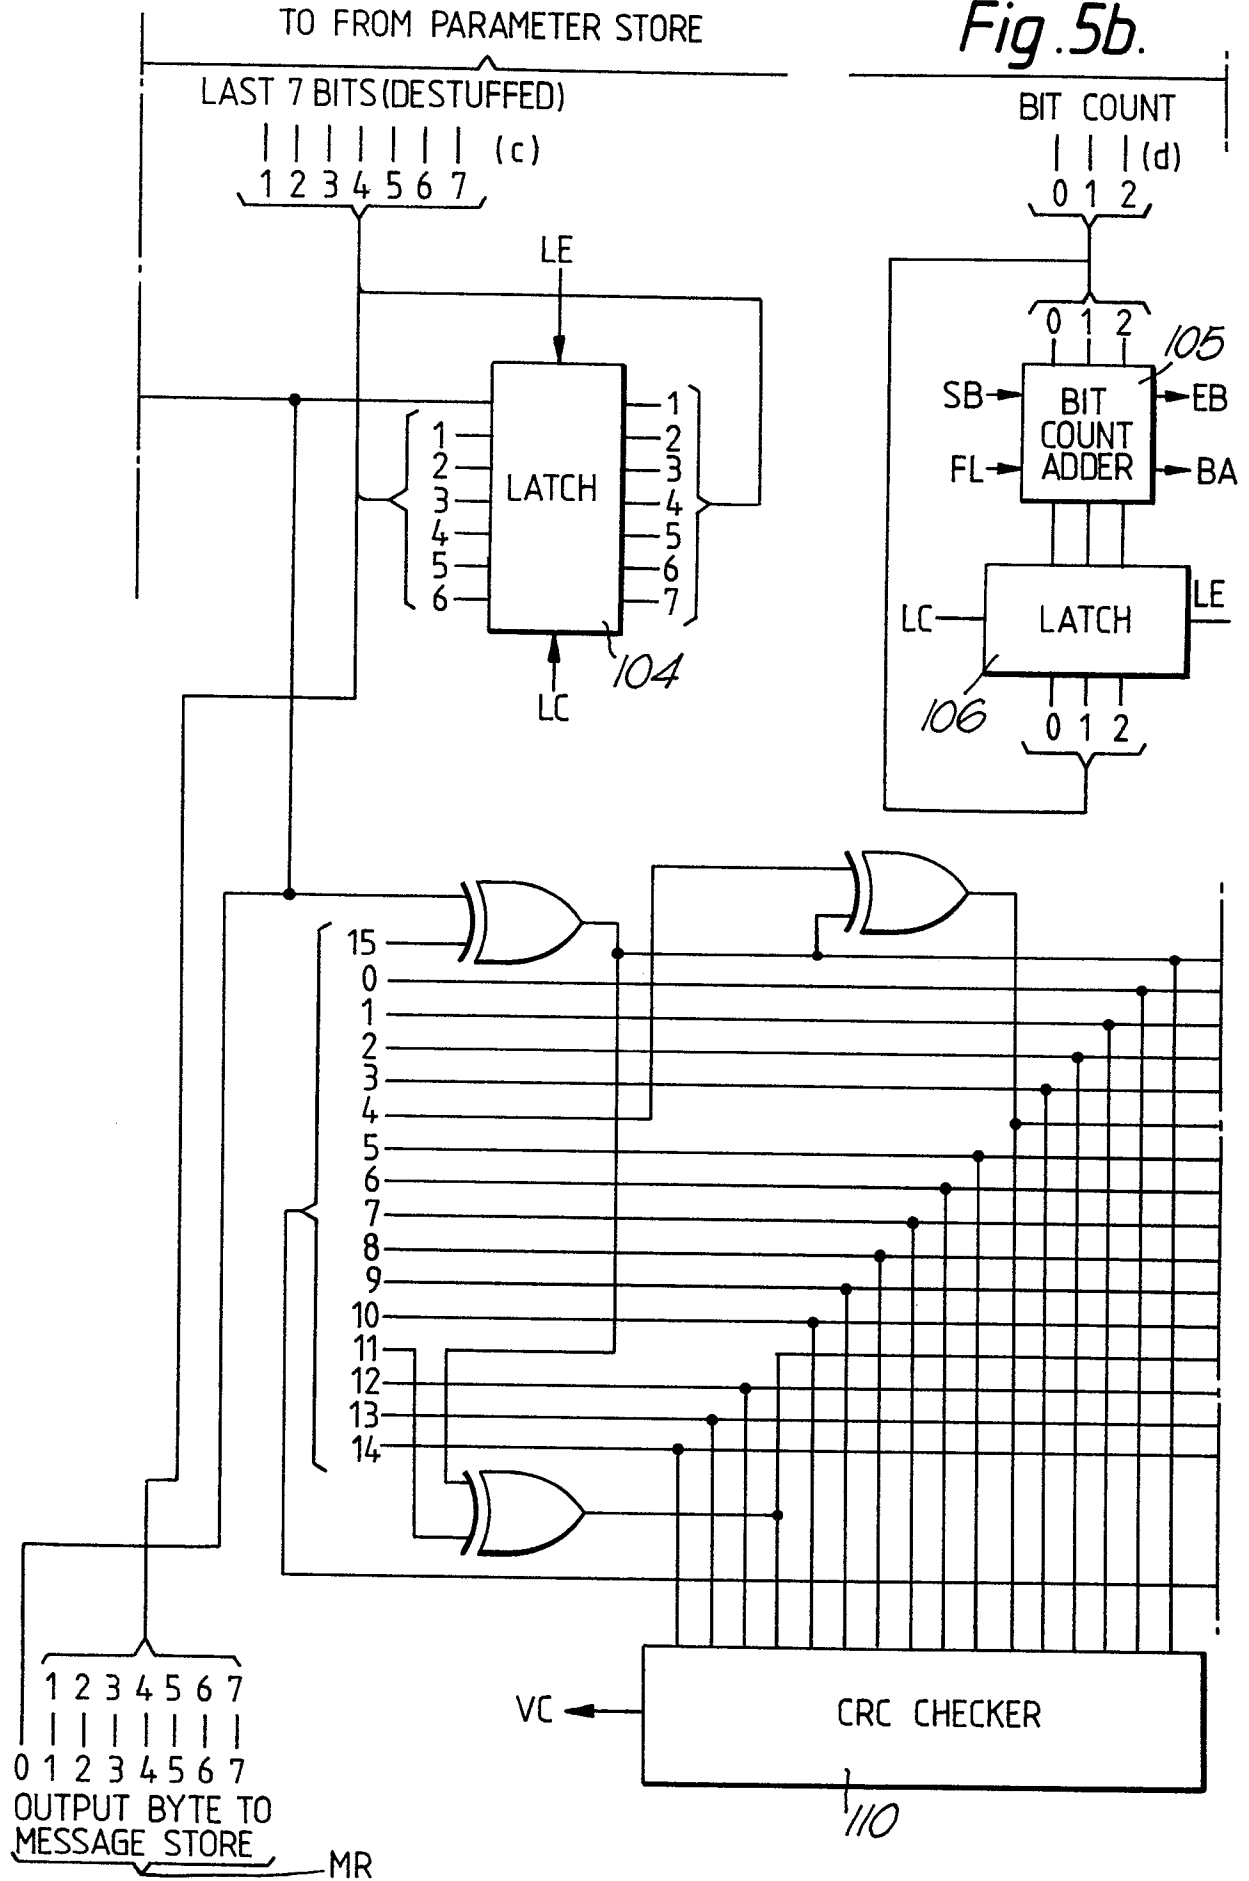 TO FROM PARAMETER STORE
Fig.5b.
LAST 7 BITS (DESTUFFED)
BIT COUNT
(c)
(d)
1 2 3 4 5 6 7
0 1 2
LE
0 1 2
105
SB
BIT COUNT ADDER
EB
FL
BA
1
2
3
4
5
6
LATCH
1
2
3
4
5
6
7
104
LC
LC
LATCH
LE
106
0 1 2
15
0
1
2
3
4
5
6
7
8
9
10
11
12
13
14
1 2 3 4 5 6 7
0 1 2 3 4 5 6 7
OUTPUT BYTE TO
MESSAGE STORE
MR
VC
CRC CHECKER
110